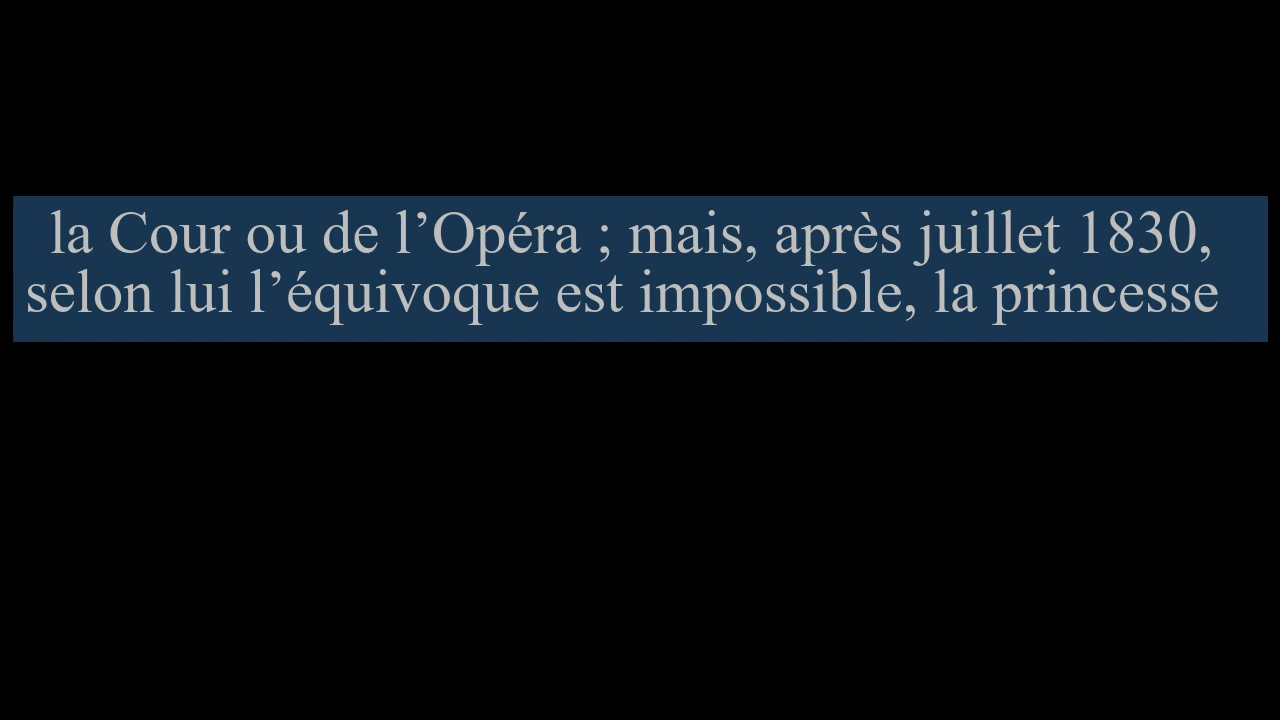 la Cour ou de l’Opéra ; mais, après juillet 1830,
selon lui l’équivoque est impossible, la princesse